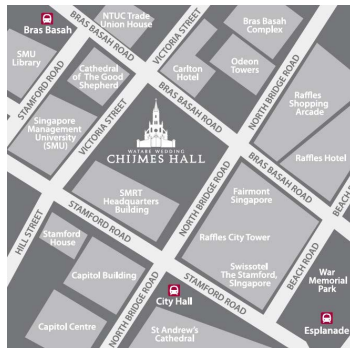 NTUC Trade
Union House
Bras Basah
Complex
Bras Basah
BRAS BASAH ROAD
VICTORIA STREET
SMU
Library
Cathedral
of The Good
Shepherd
Carlton
Hotel
Odeon
Towers
STAMFORD ROAD
NORTH BRIDGE ROAD
Raffles
Shopping
Arcade
BRAS BASAH ROAD
Singapore
Management
University
(SMU)
VICTORIA STREET
WATABE WEDDING
CHIJMES HALL
BRAS BASAH ROAD
Raffles Hotel
SMRT
Headquarters
Building
NORTH BRIDGE ROAD
Fairmont
Singapore
BEACH R
HILL STREET
STAMFORD ROAD
Stamford
House
Raffles City Tower
Capitol Building
Swissotel
The Stamford,
Singapore
BEACH ROAD
War
Memorial
Park
City Hall
STAMFORD ROAD
NORTH BRIDGE ROAD
Capitol Centre
St Andrew's
Cathedral
Esplanade